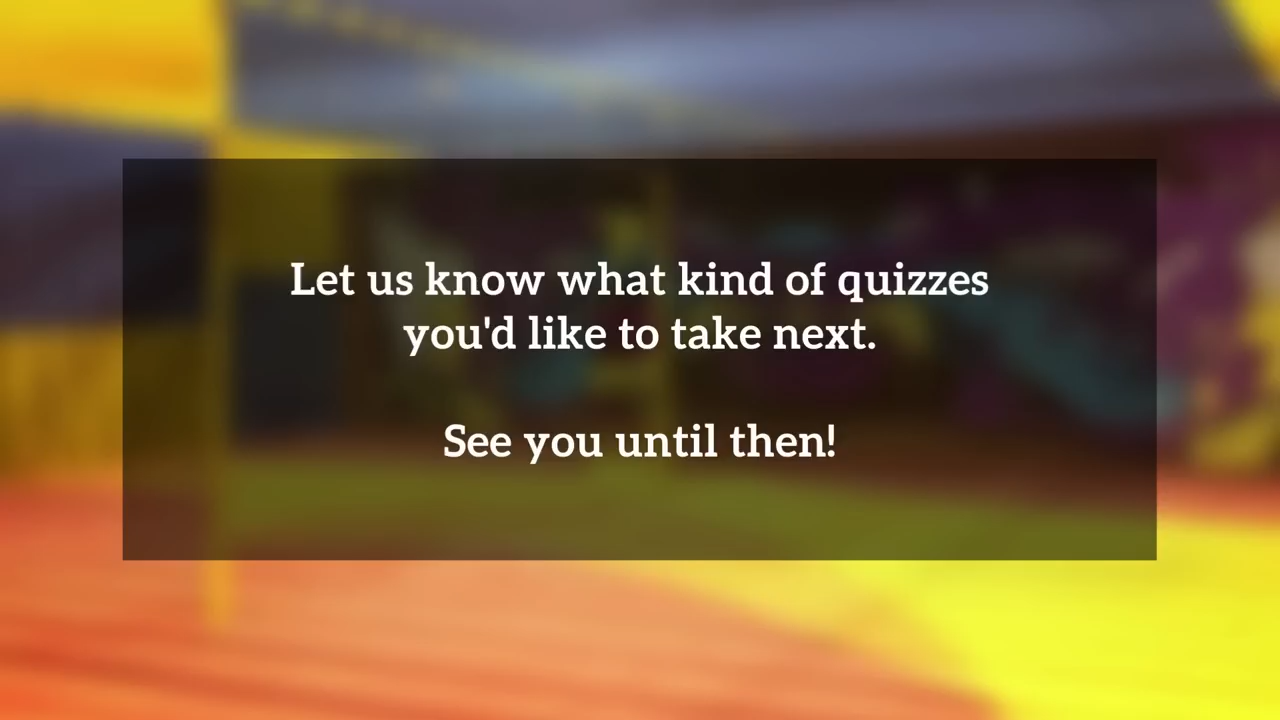 Let us know what kind of quizzes
you'd like to take next.
See you until then!